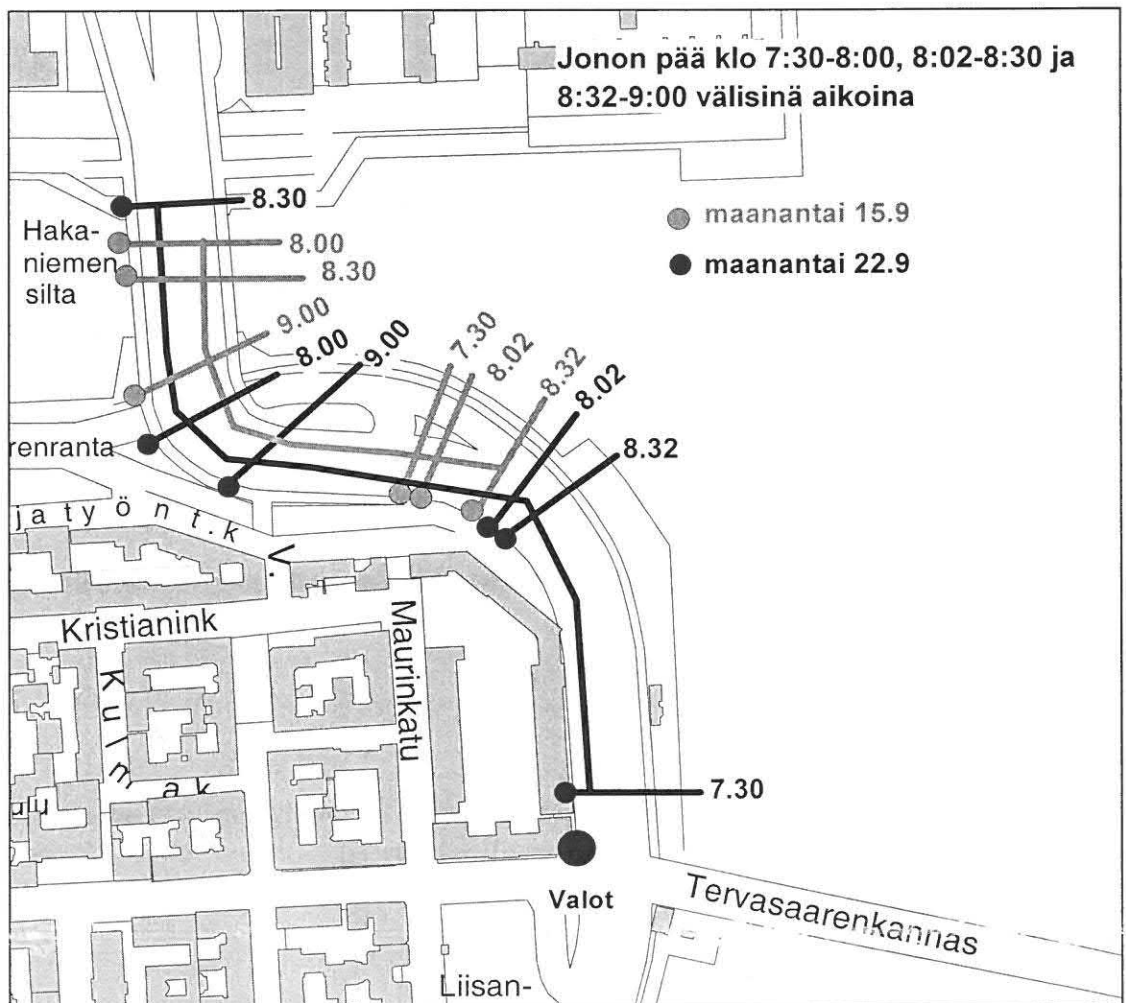 Jonon pää klo 7:30-8:00, 8:02-8:30 ja
8:32-9:00 välisinä aikoina
maanantai 15.9
maanantai 22.9
8.30
8.00
8.30
Haka-
niemen
silta
9.00
8.00
9.00
7.30
8.02
8.32
8.02
8.32
renranta
jatyönt.k
V.
Kristianink
Maurinkatu
Kulmak
ulu
7.30
Valot
Tervasaarenkannas
Liisan-